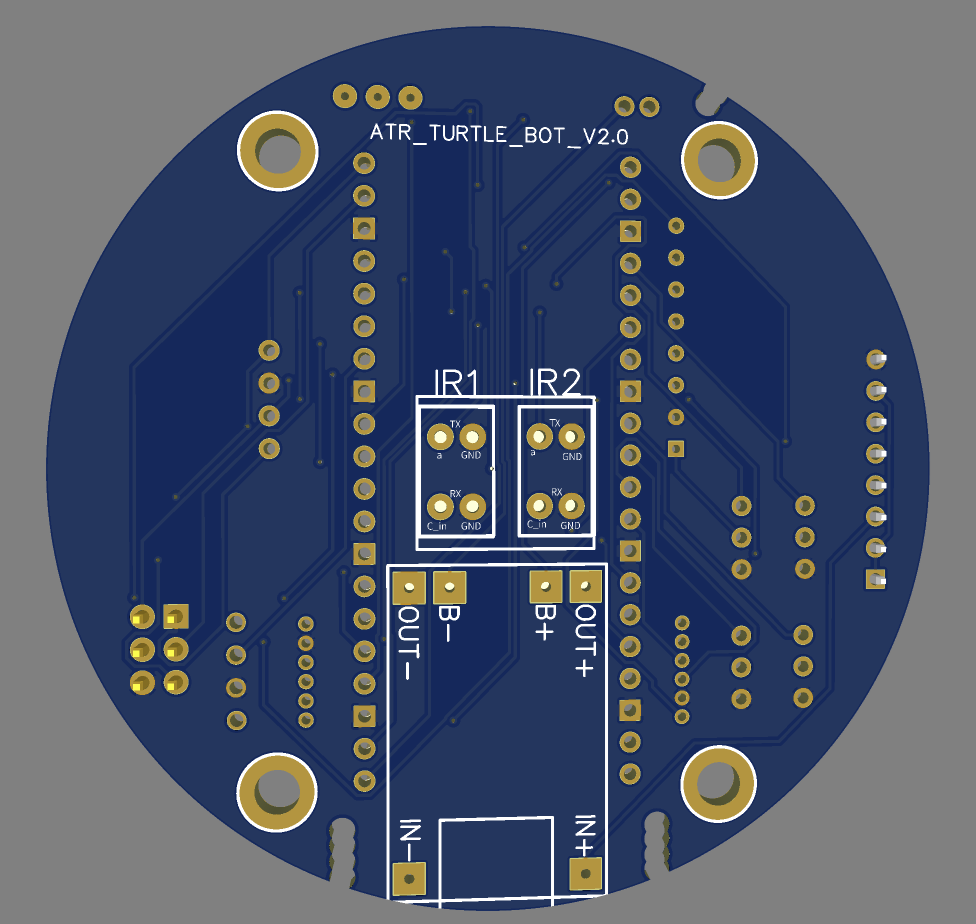 ATR_TURTLE_BOT_V2.0
IR1 IR2
TX TX
a GND a GND
RX RX
C_in GND C_in GND
OUT- B- B+ OUT+
IN- IN+